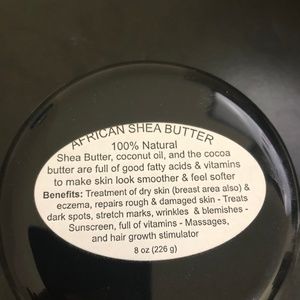 AFRICAN SHEA BUTTER
100% Natural
Shea Butter, coconut oil, and the cocoa
butter are full of good fatty acids & vitamins
to make skin look smoother & feel softer
Benefits: Treatment of dry skin (breast area also) &
eczema, repairs rough & damaged skin - Treats
dark spots, stretch marks, wrinkles & blemishes -
Sunscreen, full of vitamins - Massages,
and hair growth stimulator
8 oz (226 g)